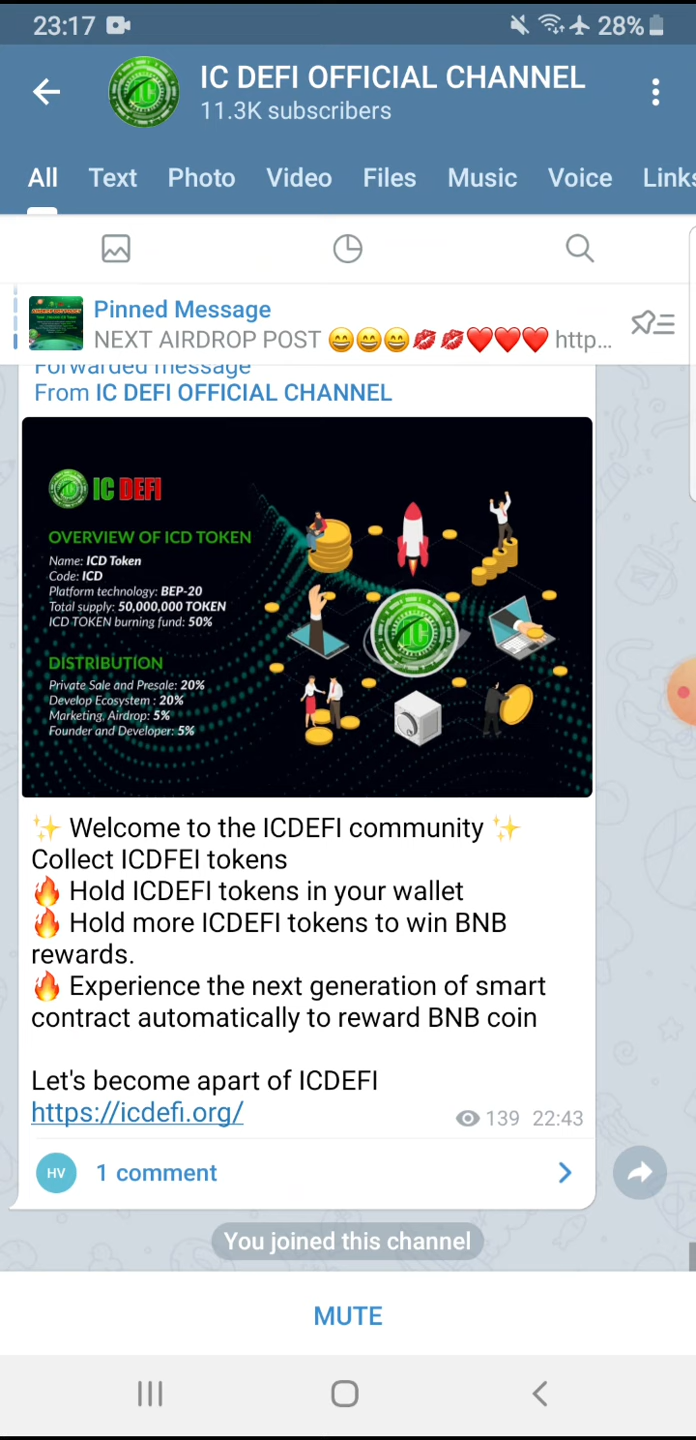 23:17 28%
IC DEFI OFFICIAL CHANNEL
11.3K subscribers
All Text Photo Video Files Music Voice Links
Pinned Message
NEXT AIRDROP POST 😄😄😄💋💋❤️❤️❤️ http...
Forwarded message
From IC DEFI OFFICIAL CHANNEL
IC DEFI
OVERVIEW OF ICD TOKEN
Name: ICD Token
Code: ICD
Platform technology: BEP-20
Total supply: 50,000,000 TOKEN
ICD TOKEN burning fund: 50%
DISTRIBUTION
Private Sale and Presale: 20%
Develop Ecosystem : 20%
Marketing, Airdrop: 5%
Founder and Developer: 5%
✨ Welcome to the ICDEFI community ✨
Collect ICDFEI tokens
🔥 Hold ICDEFI tokens in your wallet
🔥 Hold more ICDEFI tokens to win BNB
rewards.
🔥 Experience the next generation of smart
contract automatically to reward BNB coin
Let's become apart of ICDEFI
https://icdefi.org/
139 22:43
HV 1 comment
You joined this channel
MUTE